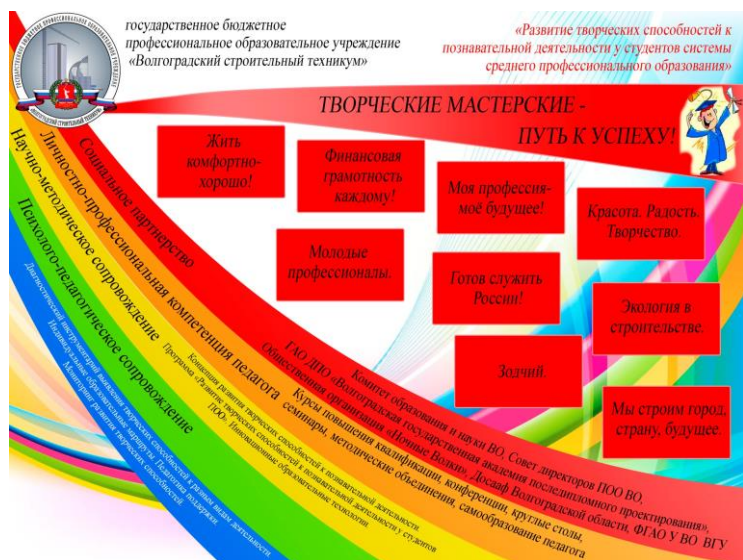 государственное бюджетное
профессиональное образовательное учреждение
«Волгоградский строительный техникум»
«Развитие творческих способностей к
познавательной деятельности у студентов системы
среднего профессионального образования»
ТВОРЧЕСКИЕ МАСТЕРСКИЕ -
ПУТЬ К УСПЕХУ!
Жить
комфортно-
хорошо!
Финансовая
грамотность
каждому!
Моя профессия-
моё будущее!
Красота. Радость.
Творчество.
Молодые
профессионалы.
Готов служить
России!
Экология в
строительстве.
Зодчий.
Мы строим город,
страну, будущее.
Социальное партнерство
Комитет образования и науки ВО, Совет директоров ПОО ВО,
ГАО ДПО «Волгоградская государственная академия последипломного проектирования»,
Общественная организация «Ночные Волки», Досааф Волгоградской области, ФГАО У ВО ВГУ
Личностно-профессиональная компетенция педагога
Курсы повышения квалификации, конференции, круглые столы,
семинары, методические объединения, самообразование педагога
Научно-методическое сопровождение
Концепция развития творческих способностей к познавательной деятельности
Программа «Развитие творческих способностей к познавательной деятельности у студентов
ПОО». Инновационные образовательные технологии
Психолого-педагогическое сопровождение
Диагностический инструментарий выявления творческих способностей к разным видам деятельности
Индивидуальные образовательные маршруты. Педагогика поддержки.
Мониторинг развития творческих способностей